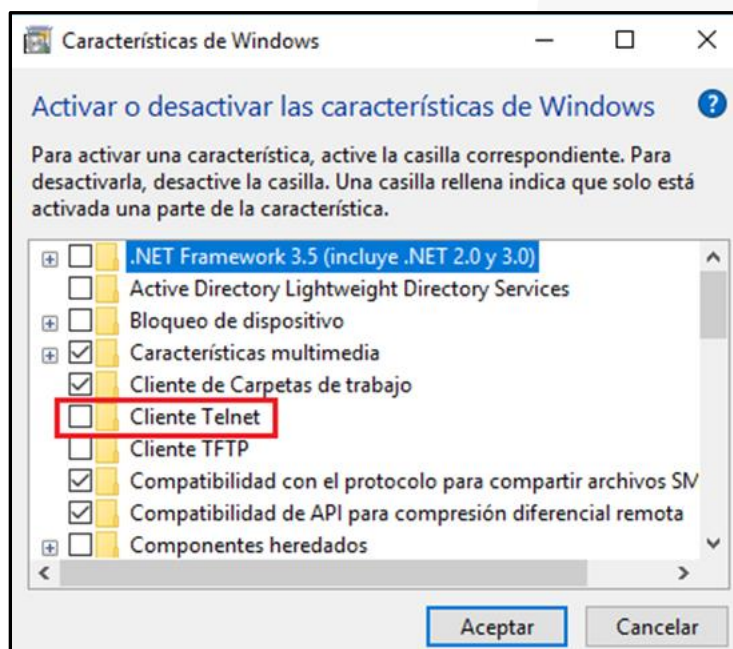 Características de Windows
Activar o desactivar las características de Windows
Para activar una característica, active la casilla correspondiente. Para
desactivarla, desactive la casilla. Una casilla rellena indica que solo está
activada una parte de la característica.
.NET Framework 3.5 (incluye .NET 2.0 y 3.0)
Active Directory Lightweight Directory Services
Bloqueo de dispositivo
Características multimedia
Cliente de Carpetas de trabajo
Cliente Telnet
Cliente TFTP
Compatibilidad con el protocolo para compartir archivos
Compatibilidad de API para compresión diferencial remota
Componentes heredados
Aceptar Cancelar